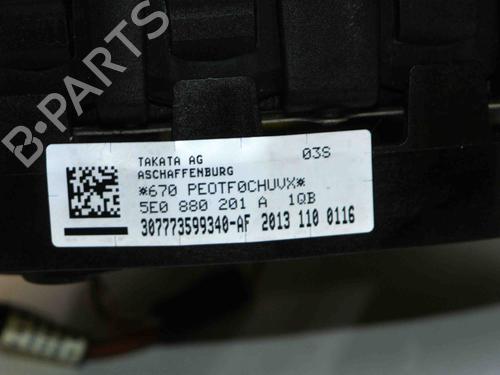 B-PARTS
TAKATA AG 03S
ASCHAFFENBURG
*670 PEOTF0CHUVX*
5E0 880 201 A 1QB
307773599340-AF 2013 110 0116